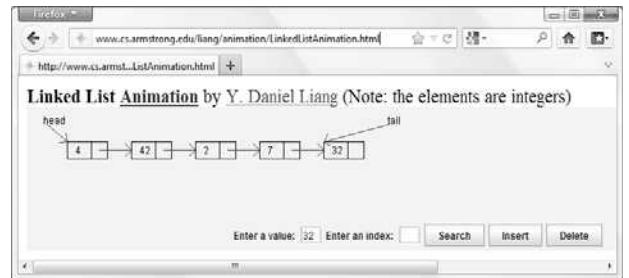 Firefox
www.cs.armstrong.edu/liang/animation/LinkedListAnimation.html
http://www.cs.armst...ListAnimation.html +
Linked List Animation by Y. Daniel Liang (Note: the elements are integers)
head tail
4 42 2 7 32
Enter a value: 32 Enter an index: Search Insert Delete